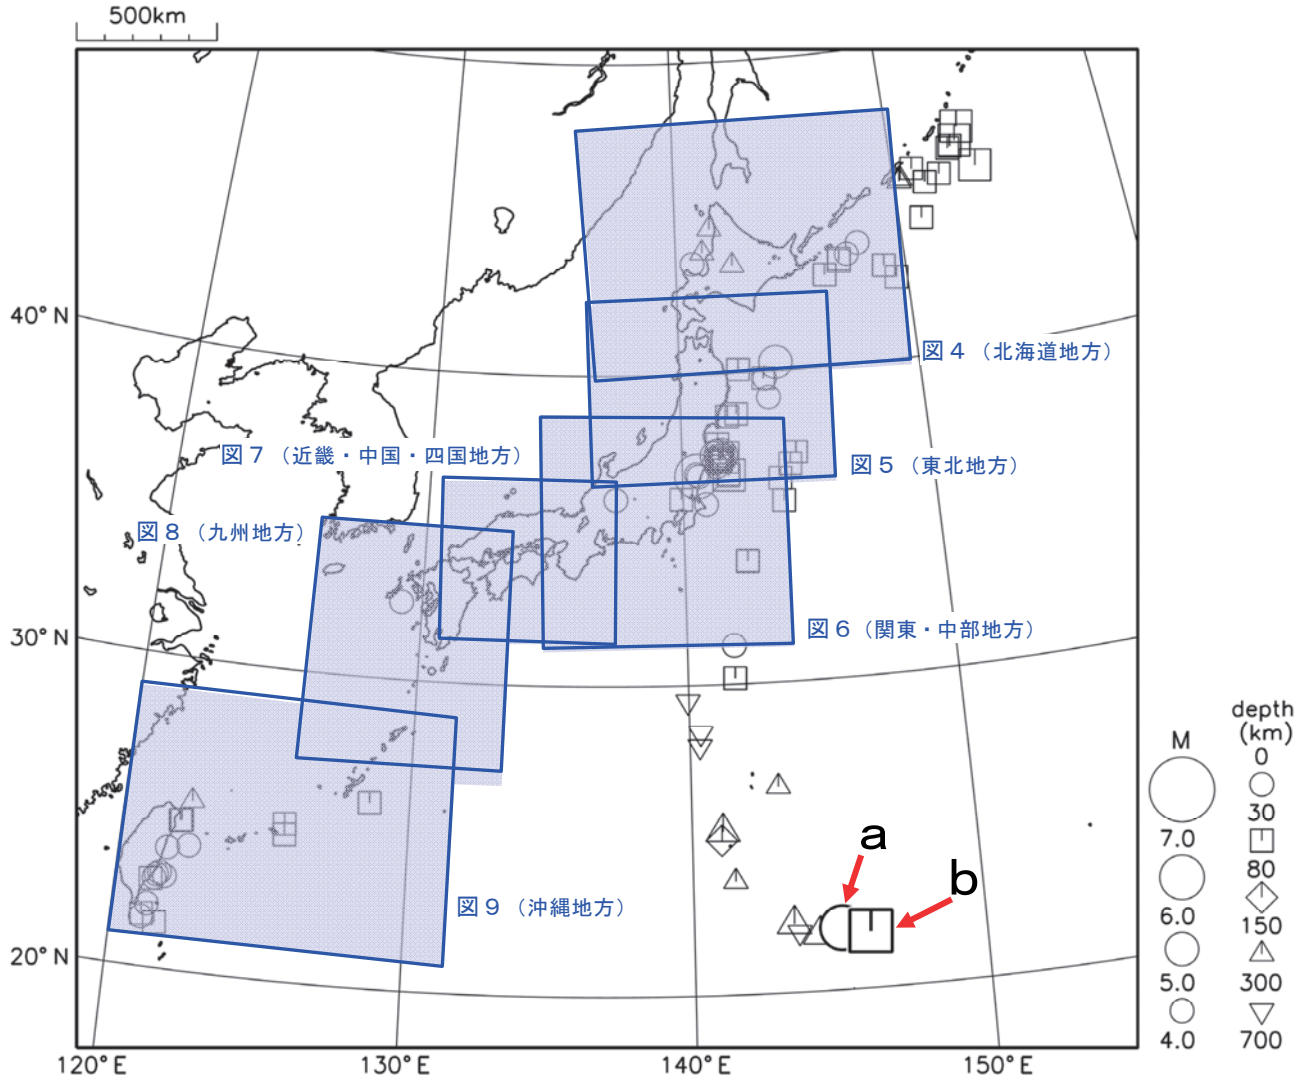 500km
40°N
図4（北海道地方）
図7（近畿・中国・四国地方）
図5（東北地方）
図8（九州地方）
30°N
図6（関東・中部地方）
depth
(km)
M
0
30
7.0
80
a
b
図9（沖縄地方）
6.0
150
20°N
5.0
300
4.0
700
120°E
130°E
140°E
150°E